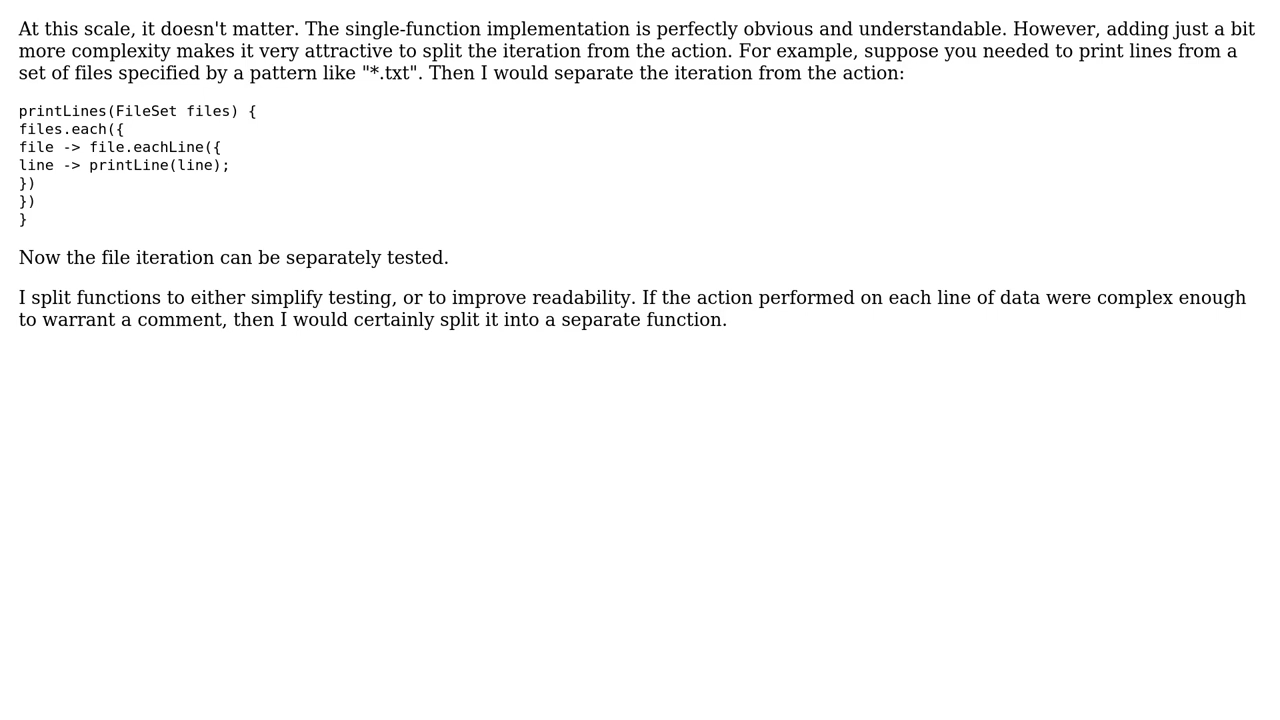 At this scale, it doesn't matter. The single-function implementation is perfectly obvious and understandable. However, adding just a bit
more complexity makes it very attractive to split the iteration from the action. For example, suppose you needed to print lines from a
set of files specified by a pattern like "*.txt". Then I would separate the iteration from the action:
printLines(FileSet files) {
files.each({
file -> file.eachLine({
line -> printLine(line);
})
})
}
Now the file iteration can be separately tested.
I split functions to either simplify testing, or to improve readability. If the action performed on each line of data were complex enough
to warrant a comment, then I would certainly split it into a separate function.